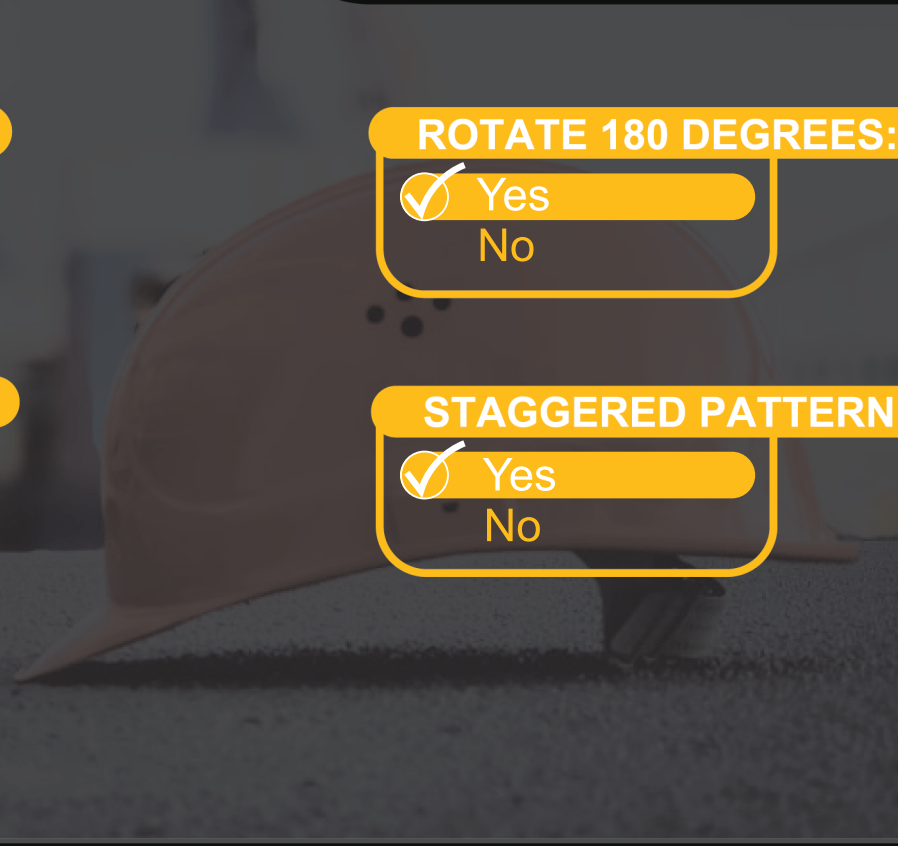 ROTATE 180 DEGREES:
Yes
No
STAGGERED PATTERN
Yes
No